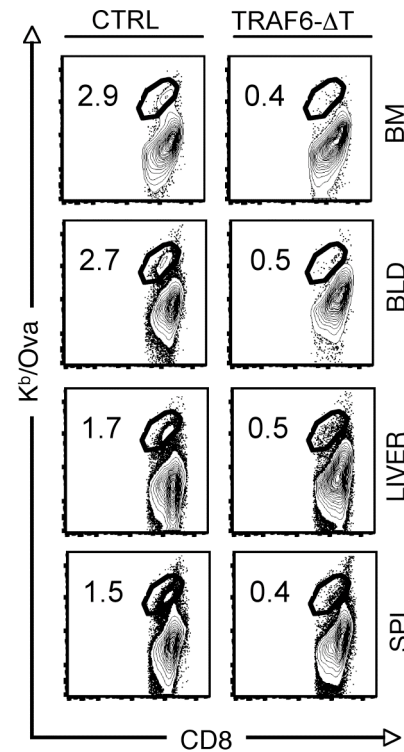 CTRL TRAF6-ΔT
2.9 0.4 BM
2.7 0.5 BLD
1.7 0.5 LIVER
1.5 0.4 SPL
Kᵇ/Ova
CD8